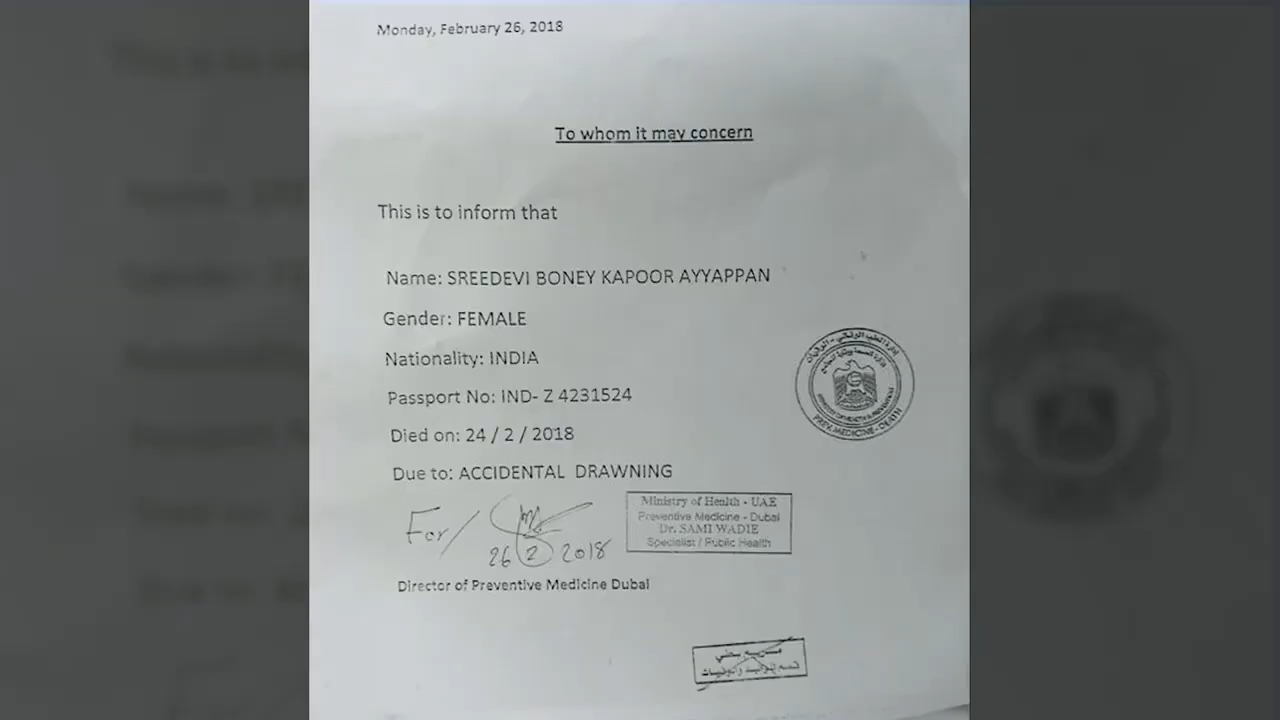 Monday, February 26, 2018
To whom it may concern
This is to inform that
Name: SREEDEVI BONEY KAPOOR AYYAPPAN
Gender: FEMALE
Nationality: INDIA
Passport No: IND- Z 4231524
Died on: 24 / 2 / 2018
Due to: ACCIDENTAL DRAWNING
For/
26 2 2018
Ministry of Health - UAE
Preventive Medicine - Dubai
Dr. SAMI WADIE
Specialist / Public Health
Director of Preventive Medicine Dubai
PREV.MEDICINE - DEATH